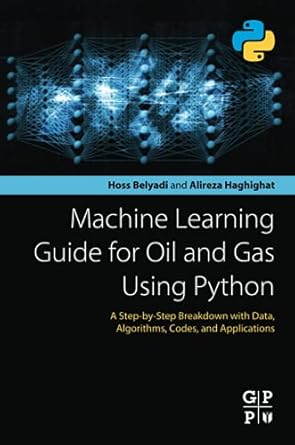 Hoss Belyadi and Alireza Haghighat
Machine Learning
Guide for Oil and Gas
Using Python
A Step-by-Step Breakdown with Data,
Algorithms, Codes, and Applications
G P
P